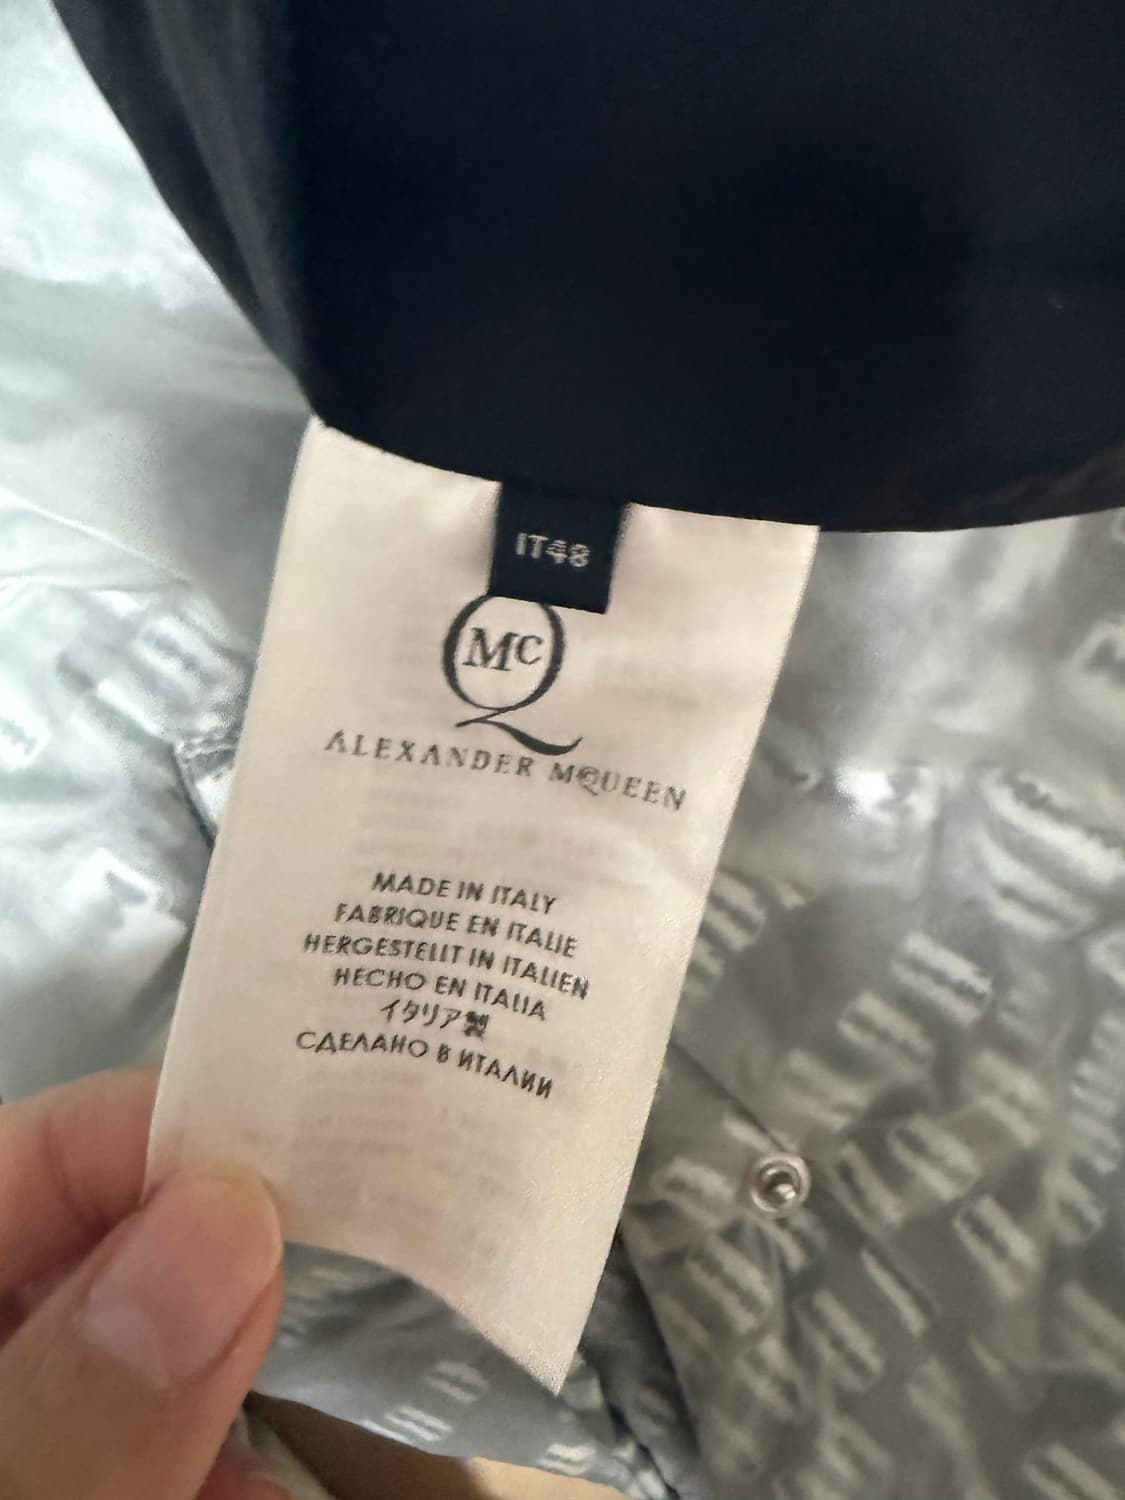 IT48
McQ
ALEXANDER MCQUEEN
MADE IN ITALY
FABRIQUE EN ITALIE
HERGESTELLT IN ITALIEN
HECHO EN ITALIA
イタリア製
СДЕЛАНО В ИТАЛИИ